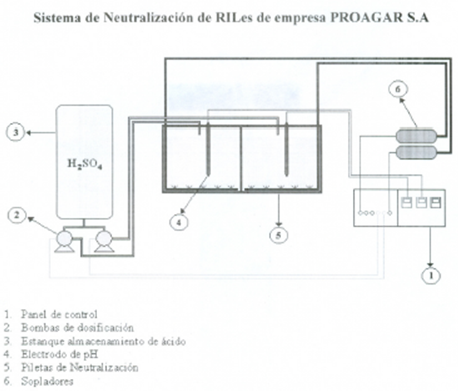 Sistema de Neutralización de RILes de empresa PROAGAR S.A
6
3
H₂SO₄
2
4
5
1
1. Panel de control
2. Bombas de dosificación
3. Estanque almacenamiento de ácido
4. Electrodo de pH
5. Piletas de Neutralización
6. Sopladores